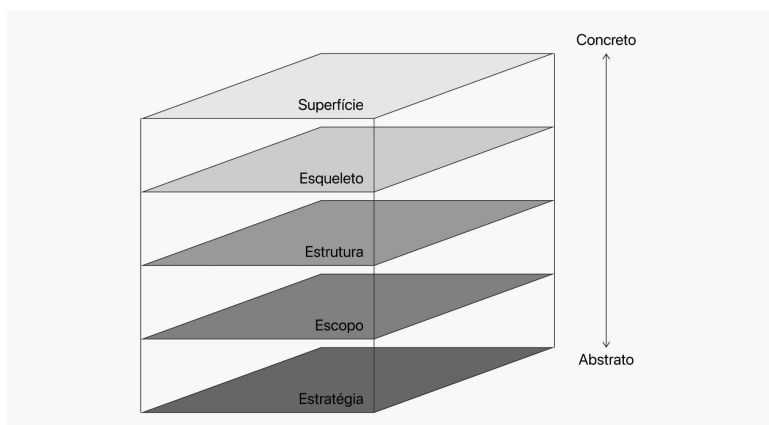 Concreto
Superfície
Esqueleto
Estrutura
Escopo
Abstrato
Estratégia